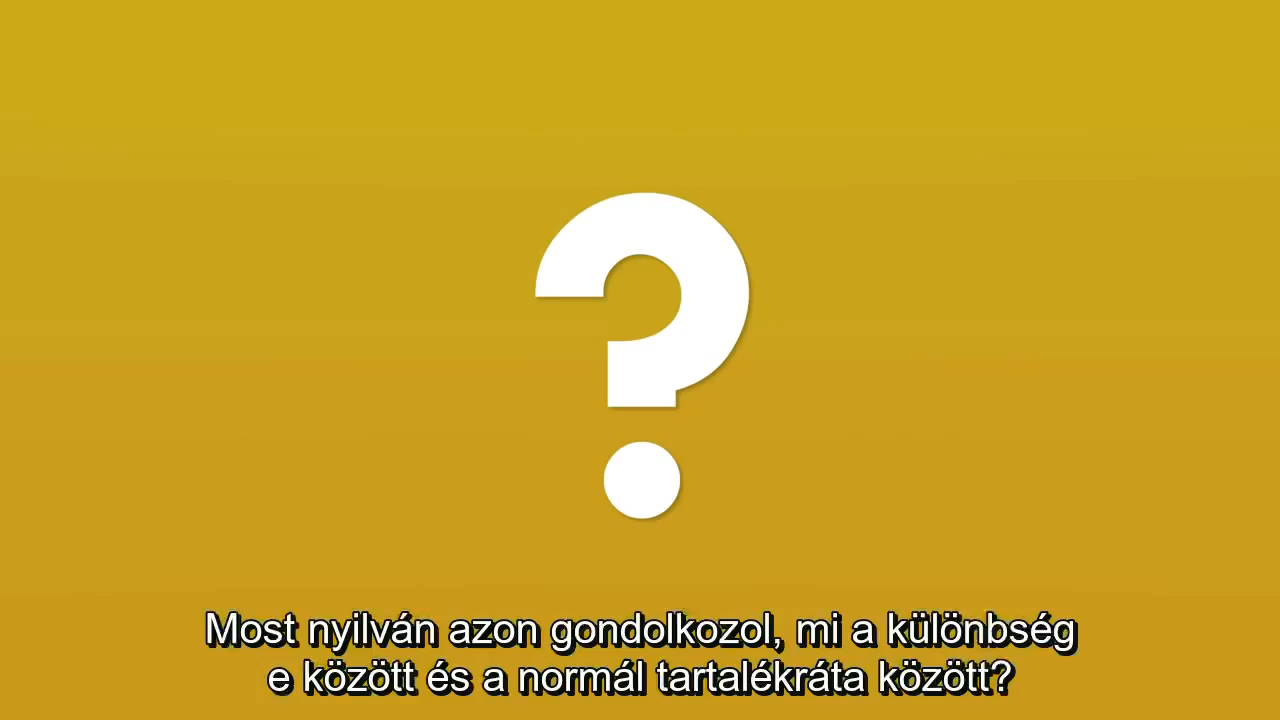 ?
Most nyilván azon gondolkozol, mi a különbség
e között és a normál tartalékráta között?